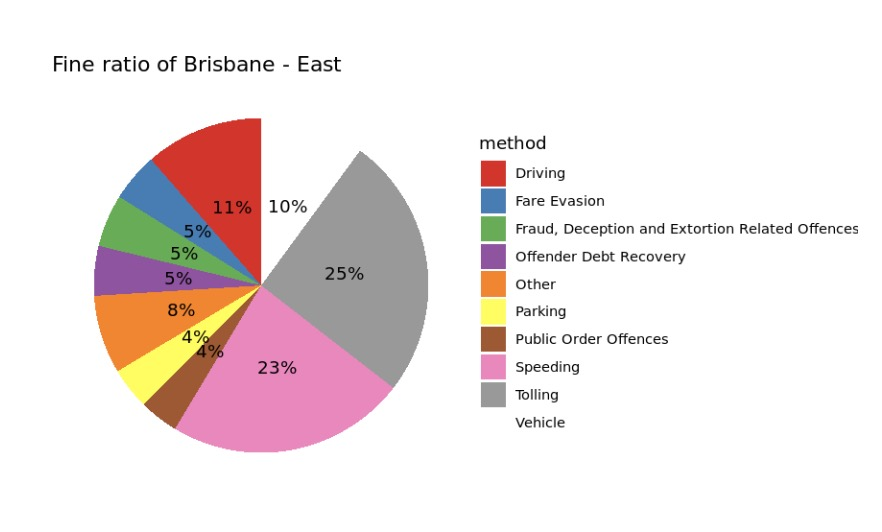 Fine ratio of Brisbane - East
method
Driving
Fare Evasion
Fraud, Deception and Extortion Related Offences
Offender Debt Recovery
Other
Parking
Public Order Offences
Speeding
Tolling
Vehicle
11%
10%
5%
5%
5%
25%
8%
4%
4%
23%